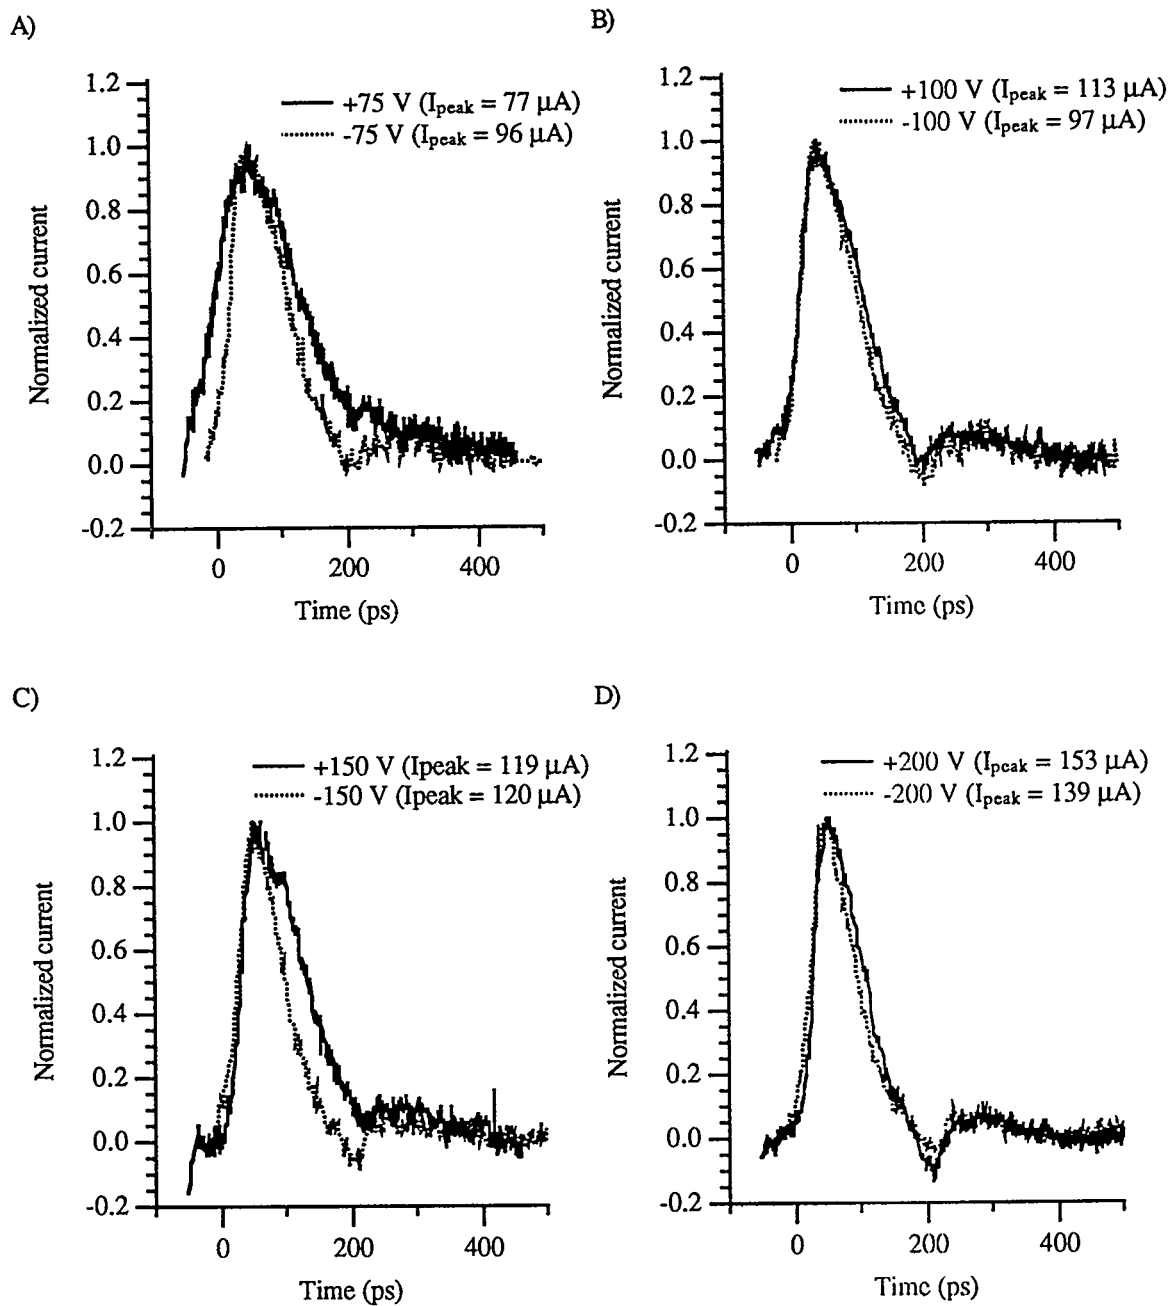 A)
1.2
1.0
0.8
0.6
0.4
0.2
0.0
-0.2
Normalized current
+75 V (Ipeak = 77 μA)
-75 V (Ipeak = 96 μA)
0 200 400
Time (ps)
B)
1.2
1.0
0.8
0.6
0.4
0.2
0.0
-0.2
Normalized current
+100 V (Ipeak = 113 μA)
-100 V (Ipeak = 97 μA)
0 200 400
Time (ps)
C)
1.2
1.0
0.8
0.6
0.4
0.2
0.0
-0.2
Normalized current
+150 V (Ipeak = 119 μA)
-150 V (Ipeak = 120 μA)
0 200 400
Time (ps)
D)
1.2
1.0
0.8
0.6
0.4
0.2
0.0
-0.2
Normalized current
+200 V (Ipeak = 153 μA)
-200 V (Ipeak = 139 μA)
0 200 400
Time (ps)